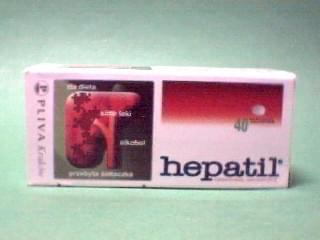 PLIVA Kraków
zła dieta
silne leki
alkohol
przebyta żółtaczka
40
hepatil®